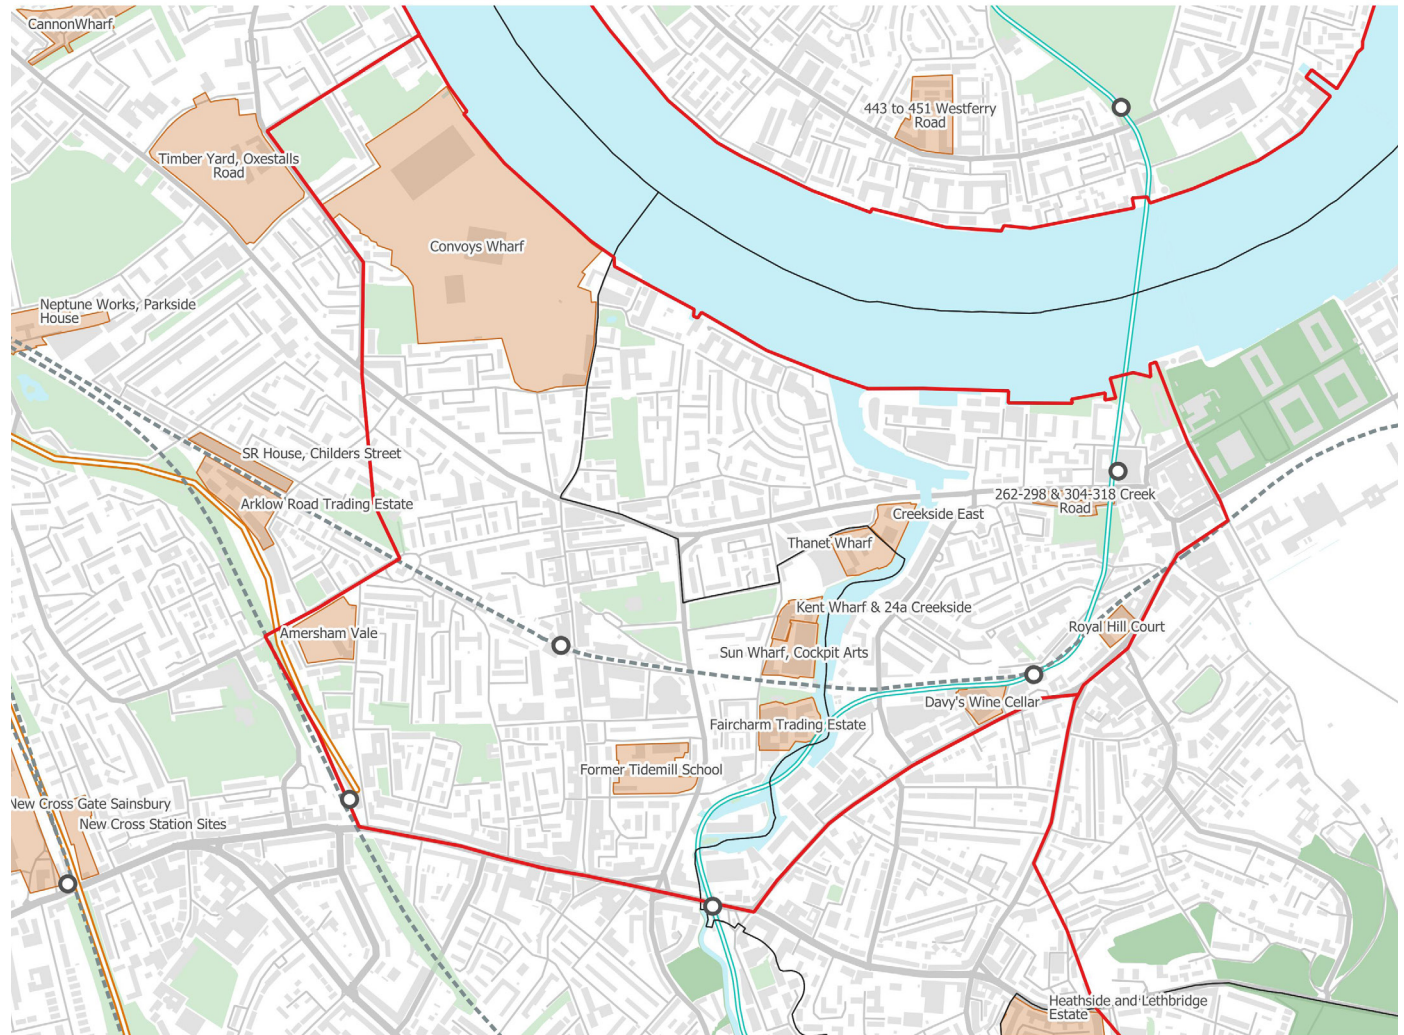 CannonWharf
443 to 451 Westferry
Road
Timber Yard, Oxestalls
Road
Convoys Wharf
Neptune Works, Parkside
House
SR House, Childers Street
Arklow Road Trading Estate
262-298 & 304-318 Creek
Road
Creekside East
Thanet Wharf
Kent Wharf & 24a Creekside
Royal Hill Court
Amersham Vale
Sun Wharf, Cockpit Arts
Davy's Wine Cellar
Faircharm Trading Estate
Former Tidemill School
New Cross Gate Sainsbury
New Cross Station Sites
Heathside and Lethbridge
Estate